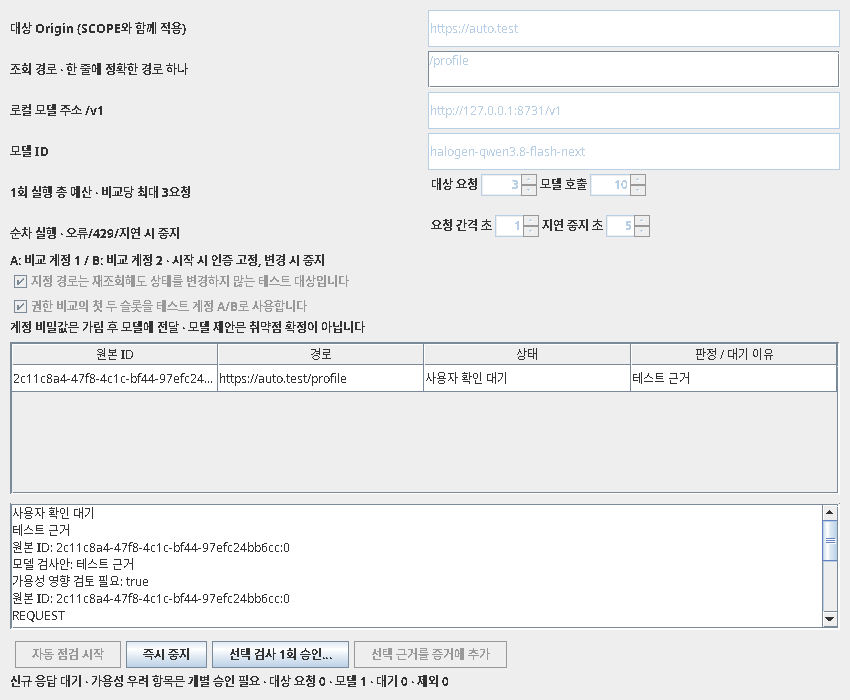 대상 Origin (SCOPE와 함께 적용)
https://auto.test
조회 경로 · 한 줄에 정확한 경로 하나
/profile
로컬 모델 주소 /v1
http://127.0.0.1:8731/v1
모델 ID
halogen-qwen3.8-flash-next
1회 실행 총 예산 · 비교당 최대 3요청
대상 요청 3 모델 호출 10
순차 실행 · 오류/429/지연 시 중지
요청 간격 초 1 지연 중지 초 5
A: 비교 계정 1 / B: 비교 계정 2 · 시작 시 인증 고정, 변경 시 중지
지정 경로는 재조회해도 상태를 변경하지 않는 테스트 대상입니다
권한 비교의 첫 두 슬롯을 테스트 계정 A/B로 사용합니다
계정 비밀값은 가림 후 모델에 전달 · 모델 제안은 취약점 확정이 아닙니다
원본 ID 경로 상태 판정 / 대기 이유
2c11c8a4-47f8-4c1c-bf44-97efc24... https://auto.test/profile 사용자 확인 대기 테스트 근거
사용자 확인 대기
테스트 근거
원본 ID: 2c11c8a4-47f8-4c1c-bf44-97efc24bb6cc:0
모델 검사안: 테스트 근거
가용성 영향 검토 필요: true
원본 ID: 2c11c8a4-47f8-4c1c-bf44-97efc24bb6cc:0
REQUEST
자동 점검 시작 즉시 중지 선택 검사 1회 승인... 선택 근거를 증거에 추가
신규 응답 대기 · 가용성 우려 항목은 개별 승인 필요 · 대상 요청 0 · 모델 1 · 대기 0 · 제외 0